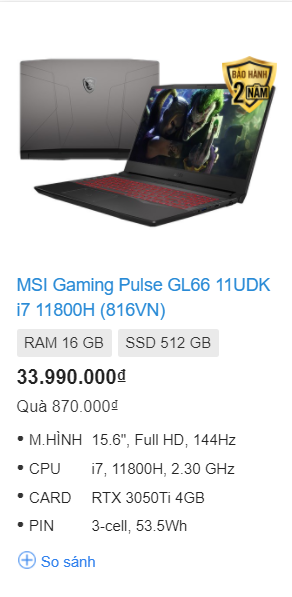 BẢO HÀNH
2 NĂM
MSI Gaming Pulse GL66 11UDK
i7 11800H (816VN)
RAM 16 GB SSD 512 GB
33.990.000₫
Quà 870.000₫
• M.HÌNH 15.6", Full HD, 144Hz
• CPU i7, 11800H, 2.30 GHz
• CARD RTX 3050Ti 4GB
• PIN 3-cell, 53.5Wh
So sánh